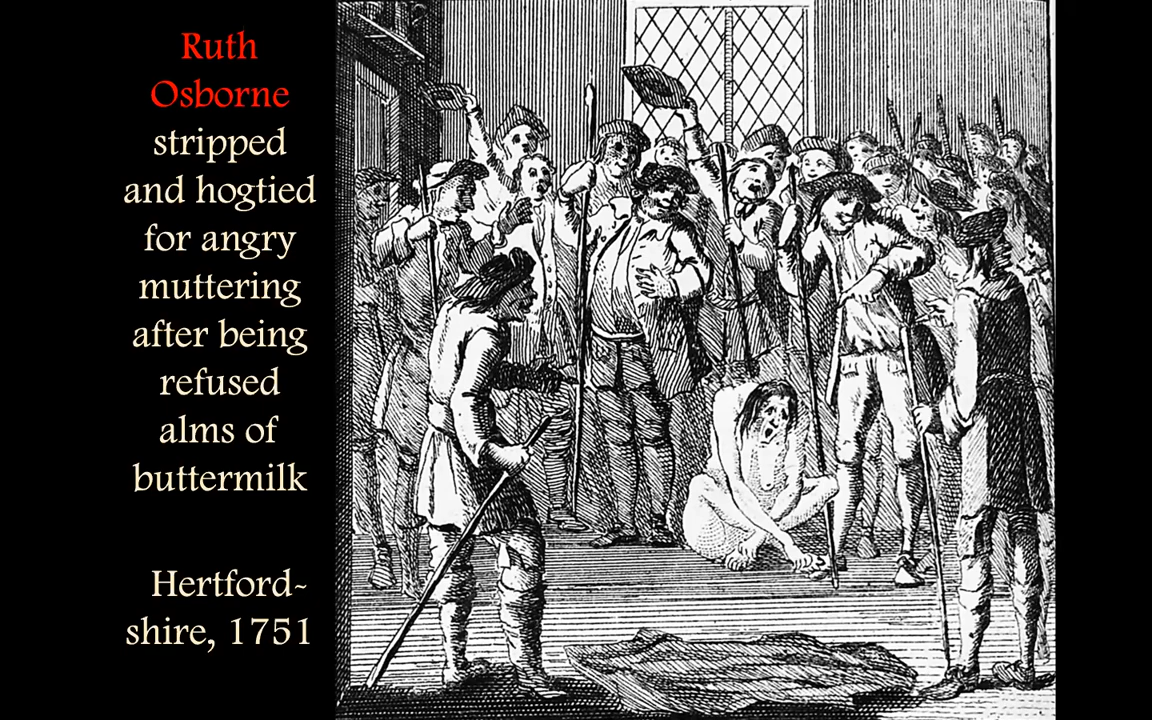 Ruth
Osborne
stripped
and hogtied
for angry
muttering
after being
refused
alms of
buttermilk
Hertford-
shire, 1751